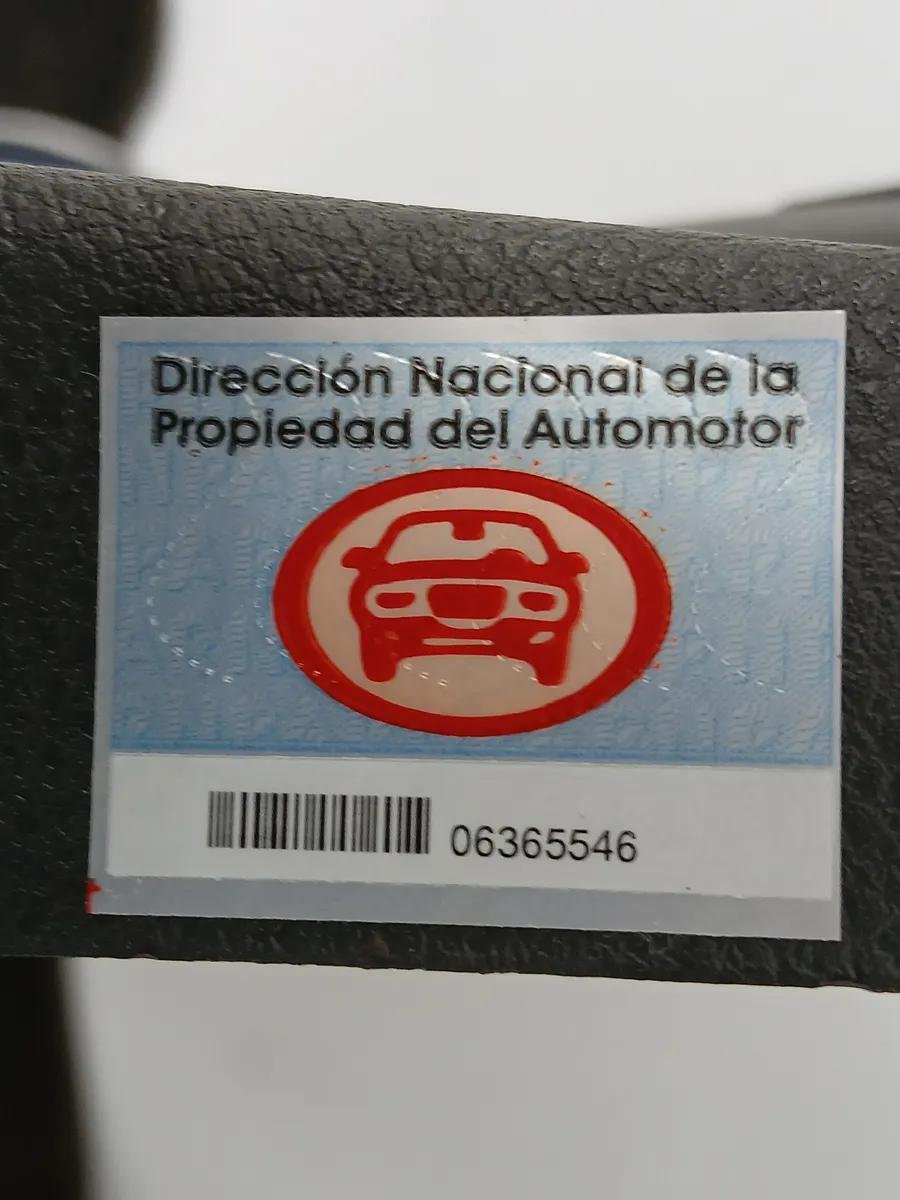 Dirección Nacional de la
Propiedad del Automotor
06365546